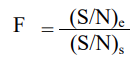 F = (S/N)e
(S/N)s